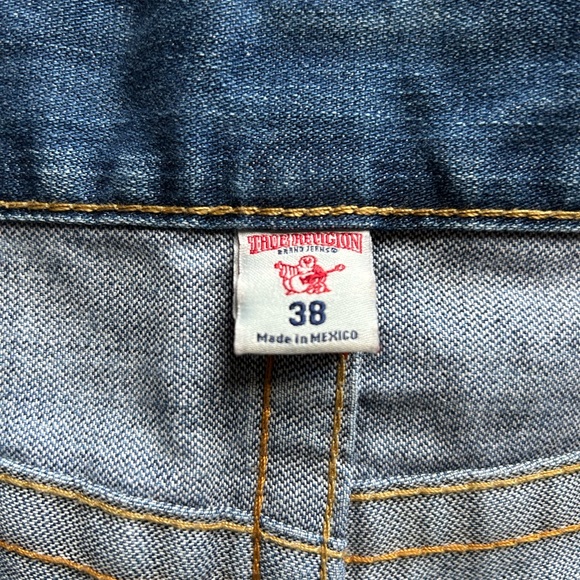 TRUE RELIGION
BRAND JEANS®
38
Made in MEXICO